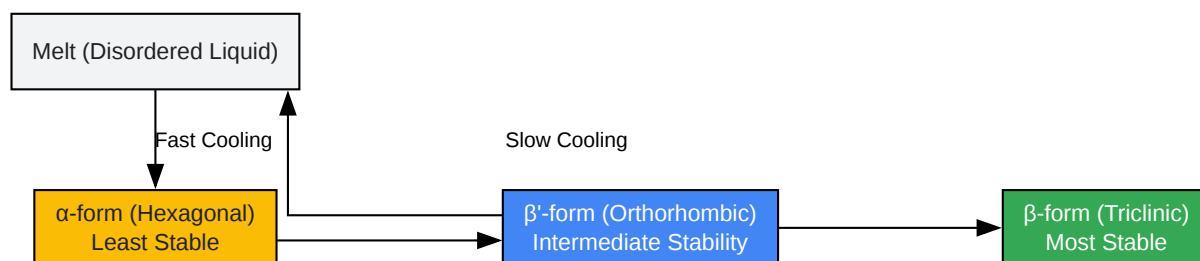 Melt (Disordered Liquid)
Fast Cooling
Slow Cooling
α-form (Hexagonal)
Least Stable
β'-form (Orthorhombic)
Intermediate Stability
β-form (Triclinic)
Most Stable